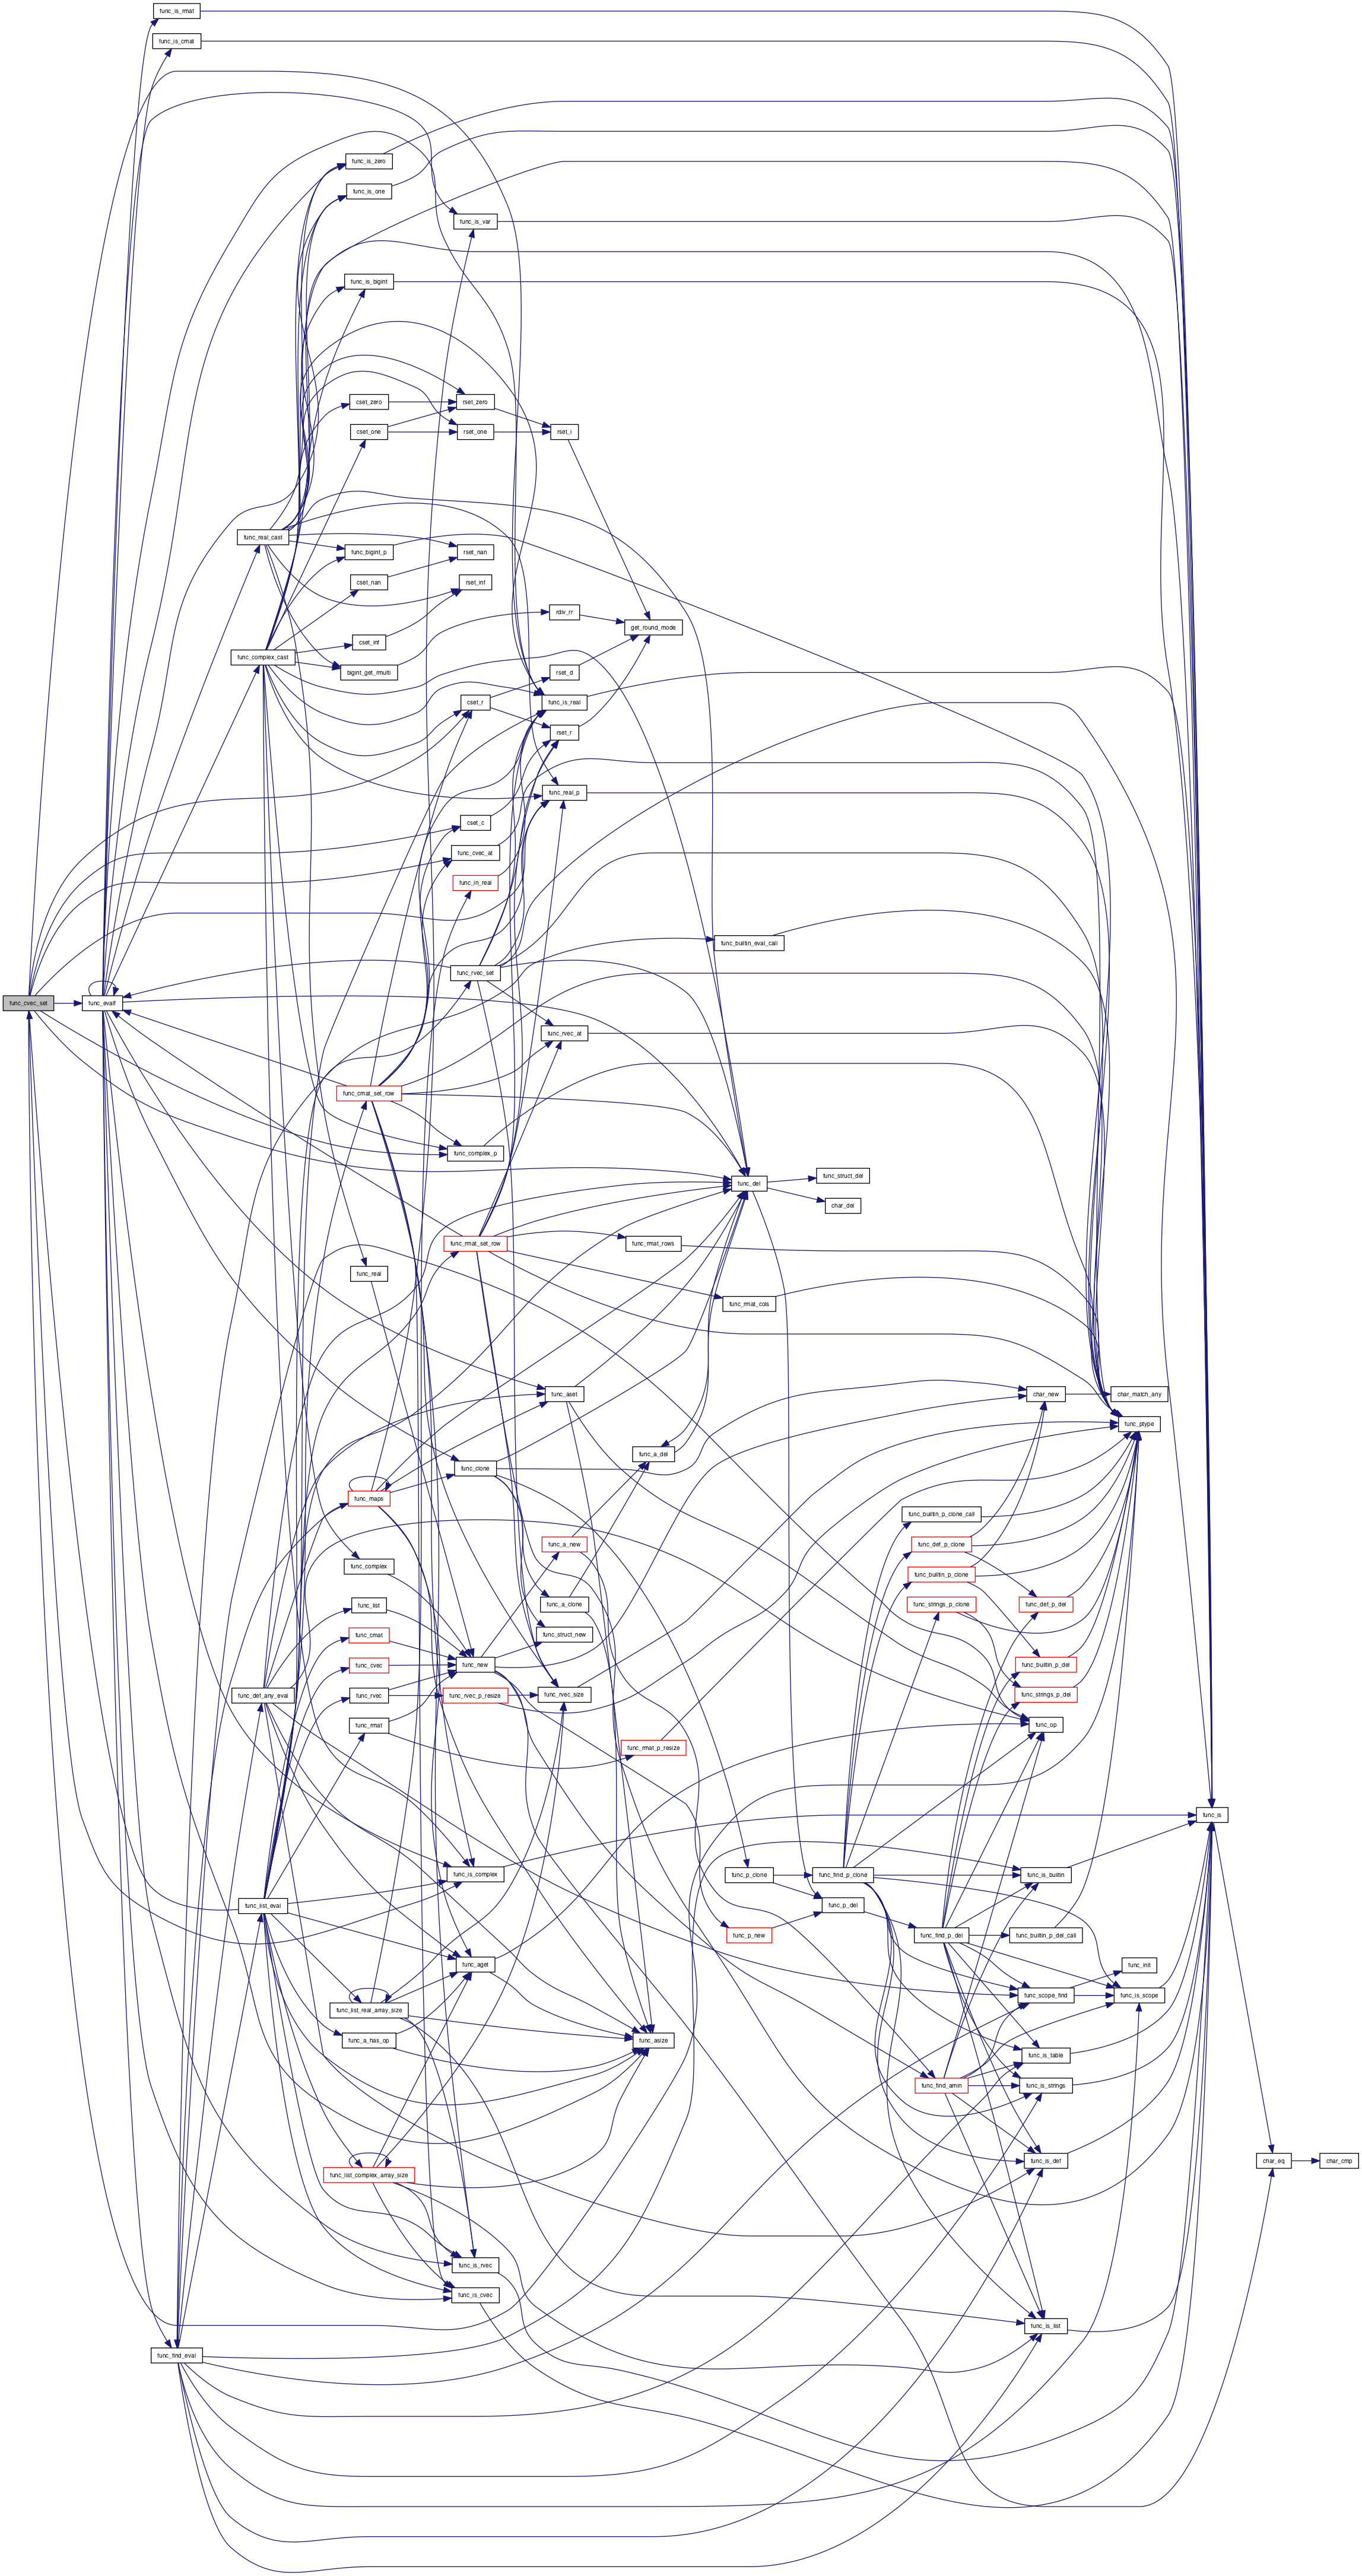 func_is_rmat
func_is_cmat
func_is_zero
func_is_one
func_is_var
func_is_bigint
cset_zero
rset_zero
cset_one
rset_one
rset_i
func_real_cast
func_bigint_p
rset_nan
cset_nan
rset_inf
rdiv_rr
get_round_mode
cset_inf
func_complex_cast
bigint_get_rmulti
rset_d
cset_r
func_is_real
rset_r
func_real_p
cset_c
func_cvec_at
func_in_real
func_builtin_eval_call
func_rvec_set
func_cvec_set
func_evalf
func_rvec_at
func_cmat_set_row
func_complex_p
func_struct_del
func_del
char_del
func_rmat_set_row
func_rmat_rows
func_real
func_rmat_cols
func_aset
char_new
char_match_any
func_ptype
func_a_del
func_clone
func_maps
func_builtin_p_clone_call
func_a_new
func_def_p_clone
func_complex
func_builtin_p_clone
func_list
func_a_clone
func_strings_p_clone
func_def_p_del
func_cmat
func_struct_new
func_cvec
func_new
func_builtin_p_del
func_def_any_eval
func_rvec
func_rvec_p_resize
func_rvec_size
func_strings_p_del
func_rmat
func_op
func_rmat_p_resize
func_is
func_is_complex
func_p_clone
func_find_p_clone
func_is_builtin
func_list_eval
func_p_del
func_p_new
func_find_p_del
func_builtin_p_del_call
func_aget
func_init
func_scope_find
func_is_scope
func_list_real_array_size
func_a_has_op
func_asize
func_is_table
func_find_amin
func_is_strings
func_is_def
char_eq
char_cmp
func_list_complex_array_size
func_is_rvec
func_is_cvec
func_is_list
func_find_eval